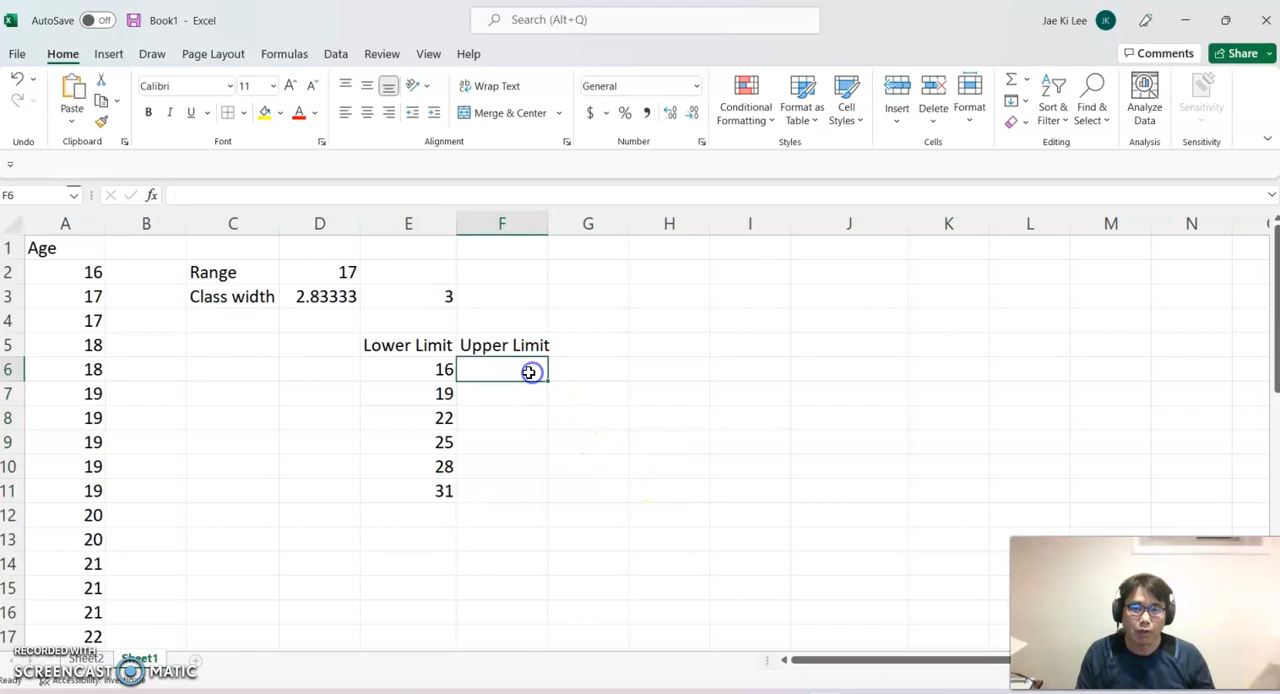 AutoSave Off Book1 - Excel Search (Alt+Q) Jae Ki Lee JK
File Home Insert Draw Page Layout Formulas Data Review View Help Comments Share
Paste Calibri 11 Wrap Text General Conditional Formatting Format as Table Cell Styles Insert Delete Format Sort & Filter Find & Select Analyze Data Sensitivity
B I U Merge & Center $ % ,
Undo Clipboard Font Alignment Number Styles Cells Editing Analysis Sensitivity
F6 fx
A B C D E F G H I J K L M N
1 Age
2 16 Range 17
3 17 Class width 2.83333 3
4 17
5 18 Lower Limit Upper Limit
6 18 16
7 19 19
8 19 22
9 19 25
10 19 28
11 19 31
12 20
13 20
14 21
15 21
16 21
17 22
RECORDED WITH
SCREENCAST MATIC
Sheet2 Sheet1
Ready